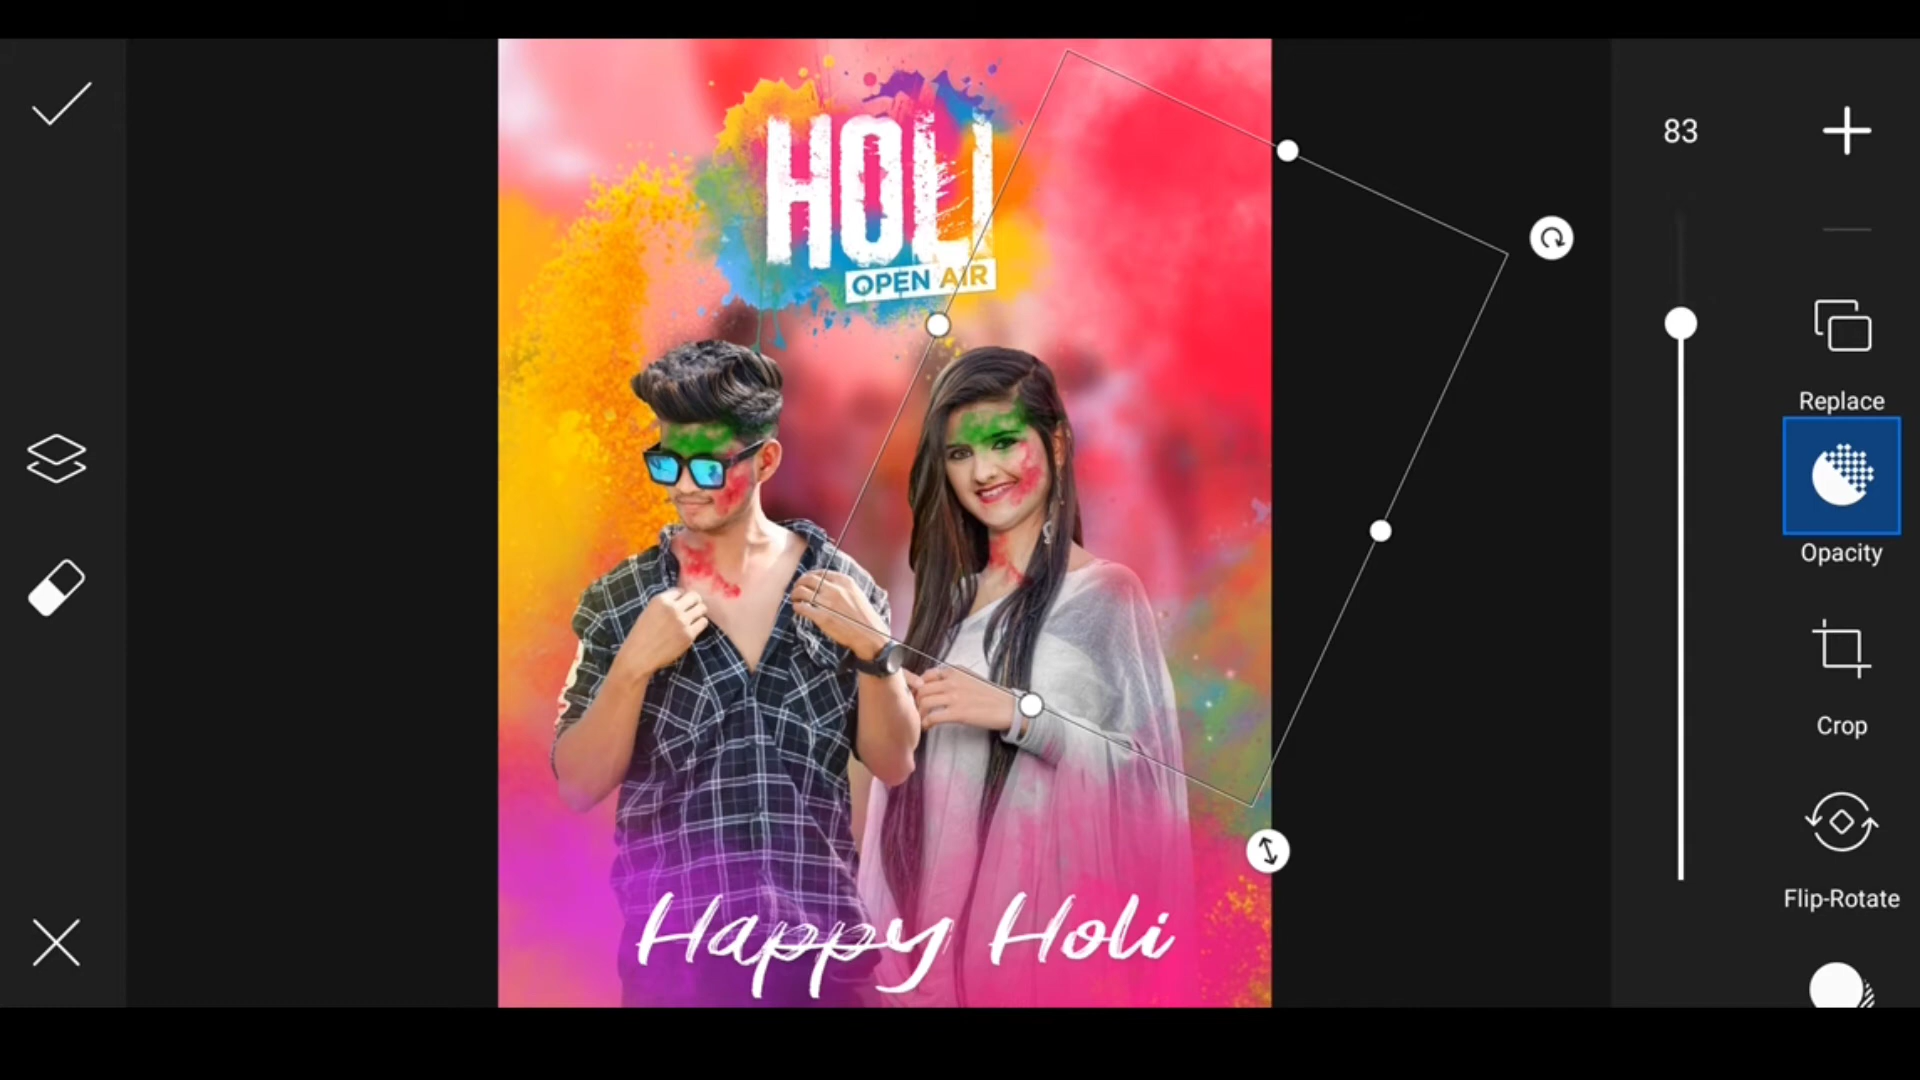 HOLI
OPEN AIR
Happy Holi
83
Replace
Opacity
Crop
Flip-Rotate